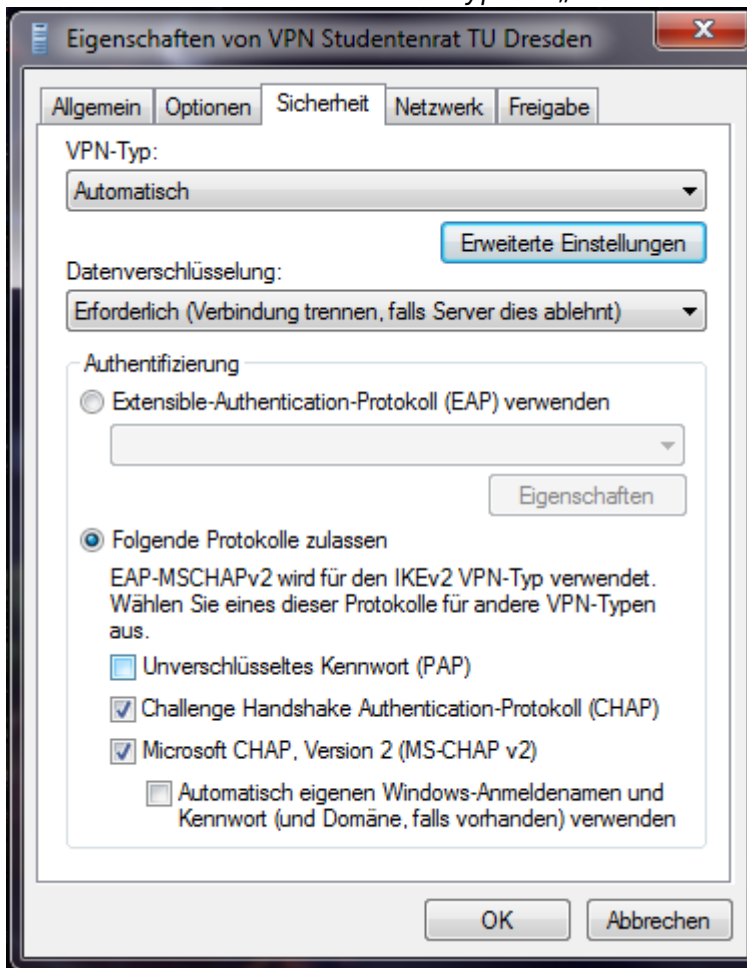 Eigenschaften von VPN Studentenrat TU Dresden
Allgemein Optionen Sicherheit Netzwerk Freigabe
VPN-Typ:
Automatisch
Erweiterte Einstellungen
Datenverschlüsselung:
Erforderlich (Verbindung trennen, falls Server dies ablehnt)
Authentifizierung
Extensible-Authentication-Protokoll (EAP) verwenden
Eigenschaften
Folgende Protokolle zulassen
EAP-MSCHAPv2 wird für den IKEv2 VPN-Typ verwendet.
Wählen Sie eines dieser Protokolle für andere VPN-Typen
aus.
Unverschlüsseltes Kennwort (PAP)
Challenge Handshake Authentication-Protokoll (CHAP)
Microsoft CHAP, Version 2 (MS-CHAP v2)
Automatisch eigenen Windows-Anmeldenamen und
Kennwort (und Domäne, falls vorhanden) verwenden
OK Abbrechen